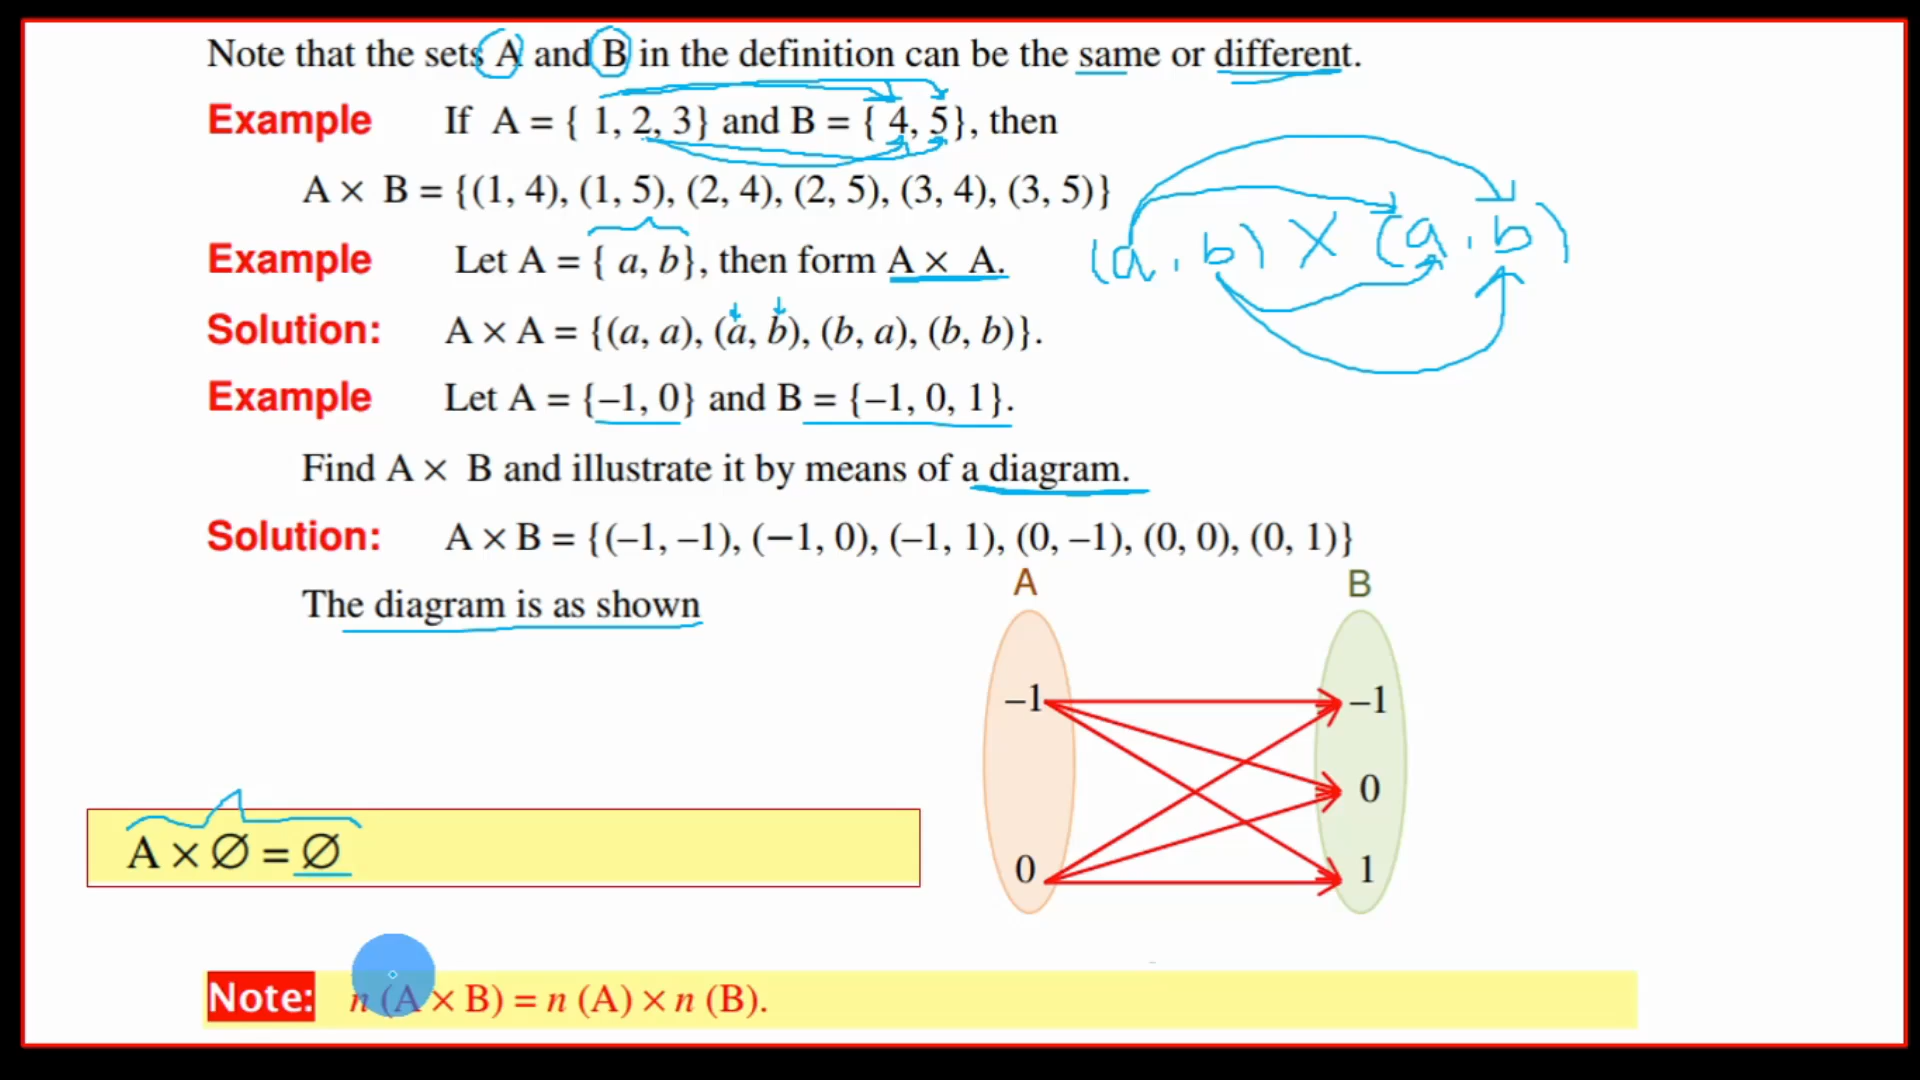 Note that the sets A and B in the definition can be the same or different.
Example If A = { 1, 2, 3} and B = { 4, 5}, then
A × B = {(1, 4), (1, 5), (2, 4), (2, 5), (3, 4), (3, 5)}
(a, b) X (a, b)
Example Let A = { a, b}, then form A × A.
Solution: A × A = {(a, a), (a, b), (b, a), (b, b)}.
Example Let A = {–1, 0} and B = {–1, 0, 1}.
Find A × B and illustrate it by means of a diagram.
Solution: A × B = {(–1, –1), (–1, 0), (–1, 1), (0, –1), (0, 0), (0, 1)}
The diagram is as shown
A B
–1 –1
0
0 1
A × ∅ = ∅
Note: n (A × B) = n (A) × n (B).